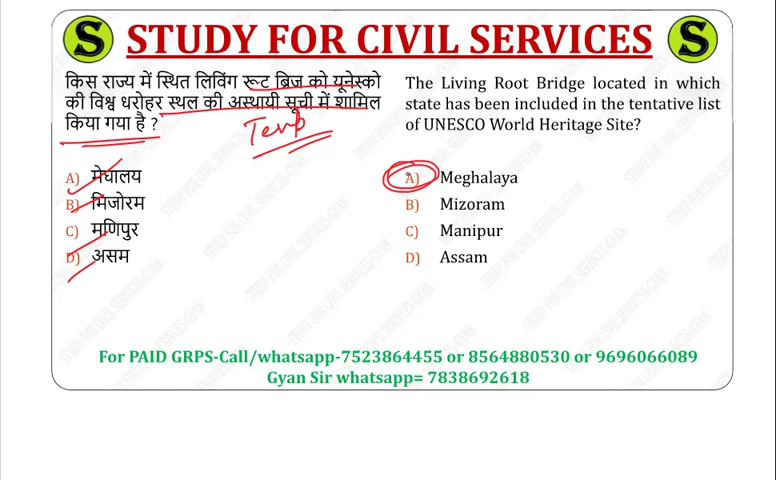 S STUDY FOR CIVIL SERVICES S
किस राज्य में स्थित लिविंग रूट ब्रिज को यूनेस्को
की विश्व धरोहर स्थल की अस्थायी सूची में शामिल
किया गया है ?
A) मेघालय
B) मिजोरम
C) मणिपुर
D) असम
The Living Root Bridge located in which
state has been included in the tentative list
of UNESCO World Heritage Site?
A) Meghalaya
B) Mizoram
C) Manipur
D) Assam
For PAID GRPS-Call/whatsapp-7523864455 or 8564880530 or 9696066089
Gyan Sir whatsapp= 7838692618